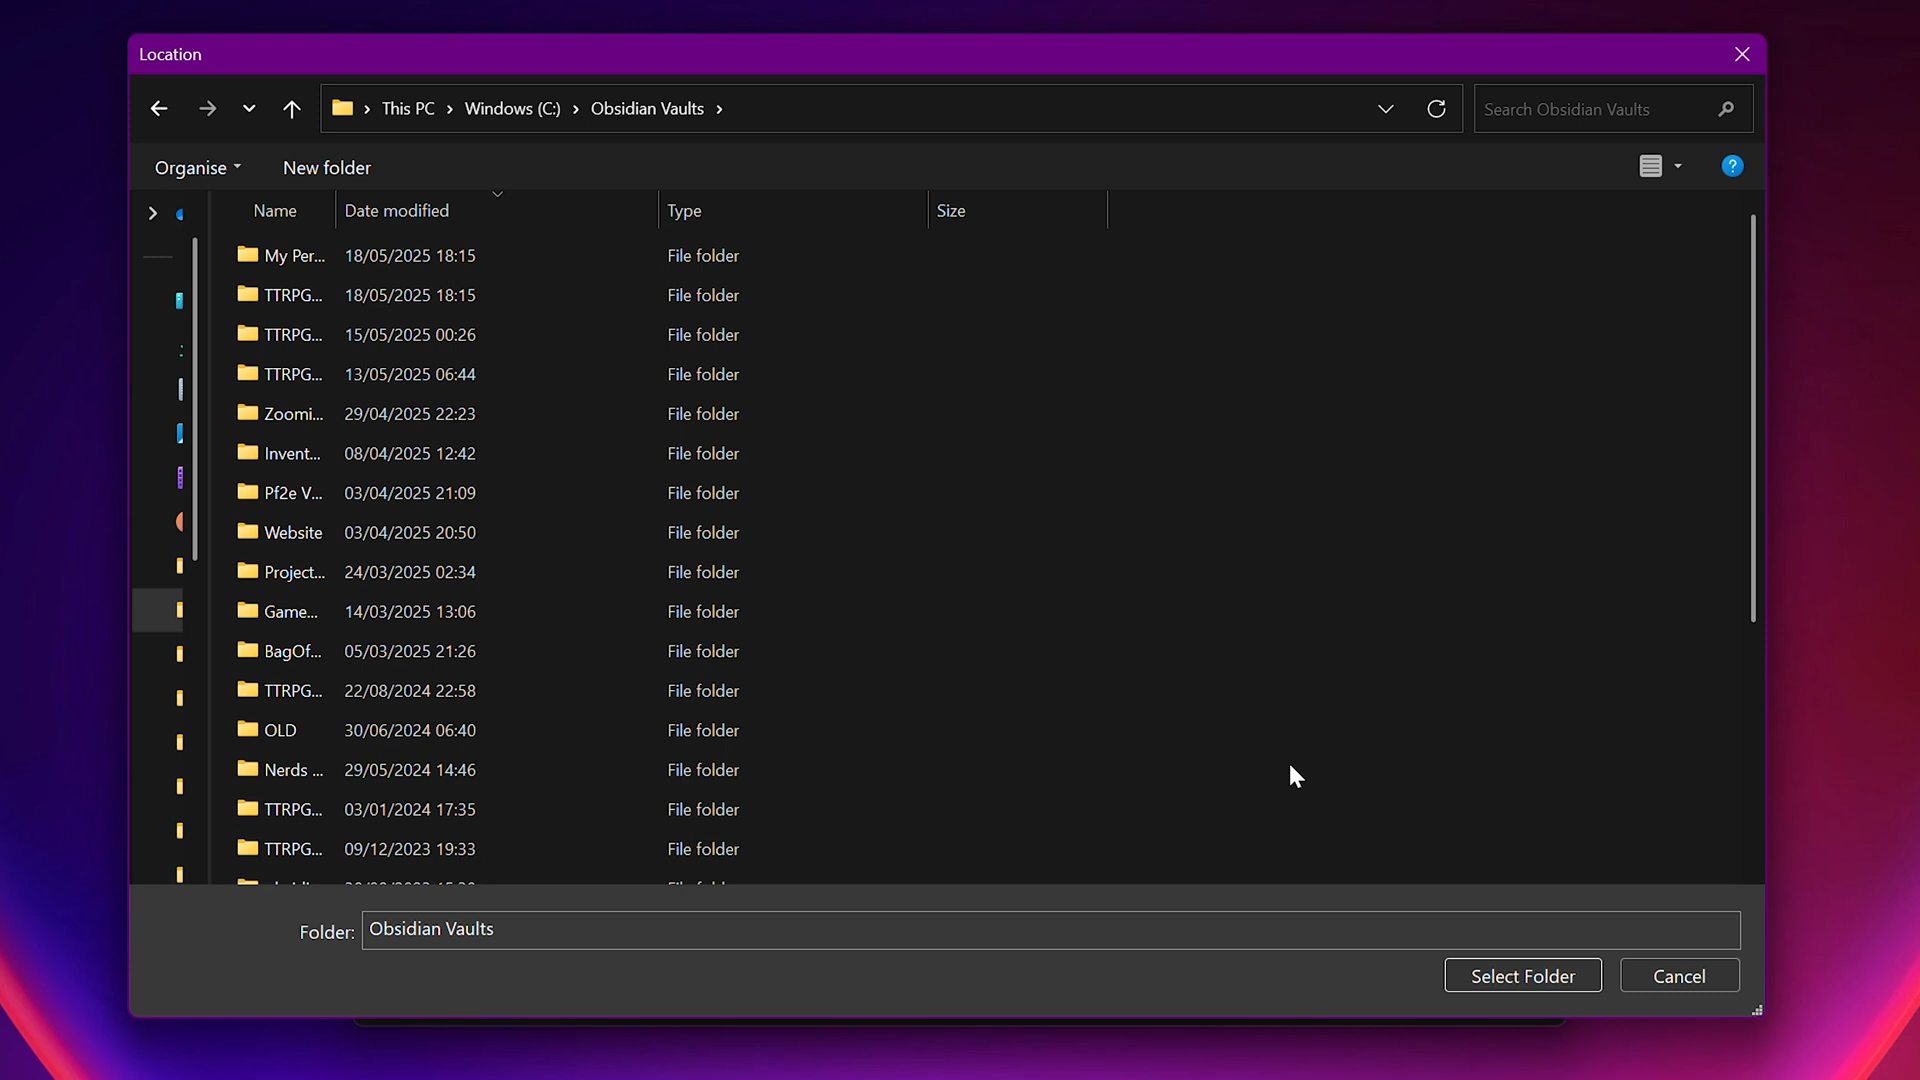 Location
This PC > Windows (C:) > Obsidian Vaults >
Search Obsidian Vaults
Organise
New folder
?
Name Date modified Type Size
My Per... 18/05/2025 18:15 File folder
TTRPG... 18/05/2025 18:15 File folder
TTRPG... 15/05/2025 00:26 File folder
TTRPG... 13/05/2025 06:44 File folder
Zoomi... 29/04/2025 22:23 File folder
Invent... 08/04/2025 12:42 File folder
Pf2e V... 03/04/2025 21:09 File folder
Website 03/04/2025 20:50 File folder
Project... 24/03/2025 02:34 File folder
Game... 14/03/2025 13:06 File folder
BagOf... 05/03/2025 21:26 File folder
TTRPG... 22/08/2024 22:58 File folder
OLD 30/06/2024 06:40 File folder
Nerds ... 29/05/2024 14:46 File folder
TTRPG... 03/01/2024 17:35 File folder
TTRPG... 09/12/2023 19:33 File folder
Folder: Obsidian Vaults
Select Folder
Cancel